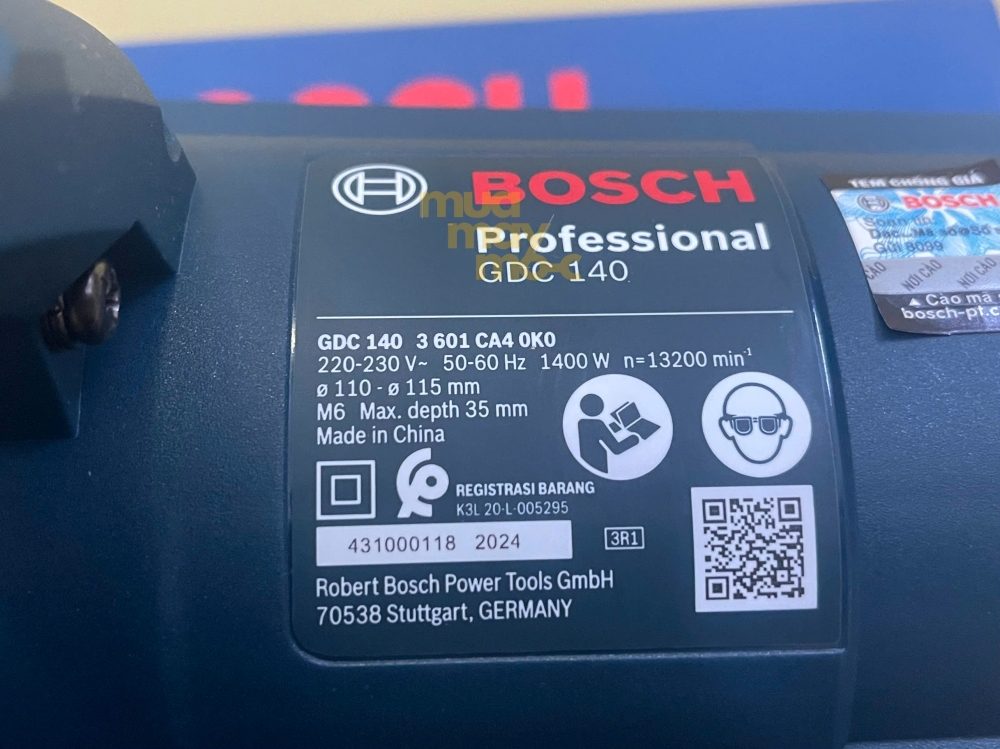 BOSCH
mua
may
Professional
GDC 140
GDC 140 3 601 CA4 0K0
220-230 V~ 50-60 Hz 1400 W n=13200 min⁻¹
ø 110 - ø 115 mm
M6 Max. depth 35 mm
Made in China
REGISTRASI BARANG
K3L 20-L-005295
431000118 2024
3R1
Robert Bosch Power Tools GmbH
70538 Stuttgart, GERMANY
TEM CHỐNG GIẢ
BOSCH
NƠI CÀO NƠI CÀO
▲ Cào mã
bosch-pt.c